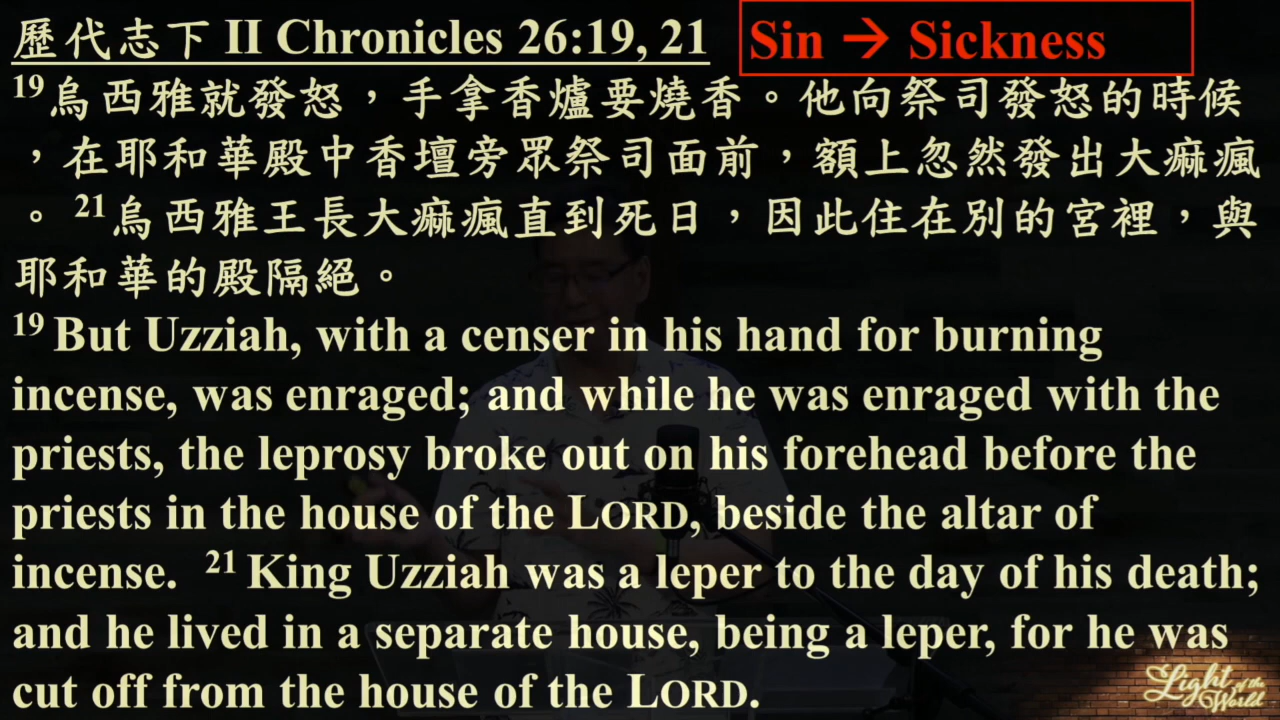 歷代志下 II Chronicles 26:19, 21
Sin → Sickness
19烏西雅就發怒，手拿香爐要燒香。他向祭司發怒的時候
，在耶和華殿中香壇旁眾祭司面前，額上忽然發出大痲瘋
。 21烏西雅王長大痲瘋直到死日，因此住在別的宮裡，與
耶和華的殿隔絕。
19 But Uzziah, with a censer in his hand for burning
incense, was enraged; and while he was enraged with the
priests, the leprosy broke out on his forehead before the
priests in the house of the LORD, beside the altar of
incense. 21 King Uzziah was a leper to the day of his death;
and he lived in a separate house, being a leper, for he was
cut off from the house of the LORD.
Light of the
World